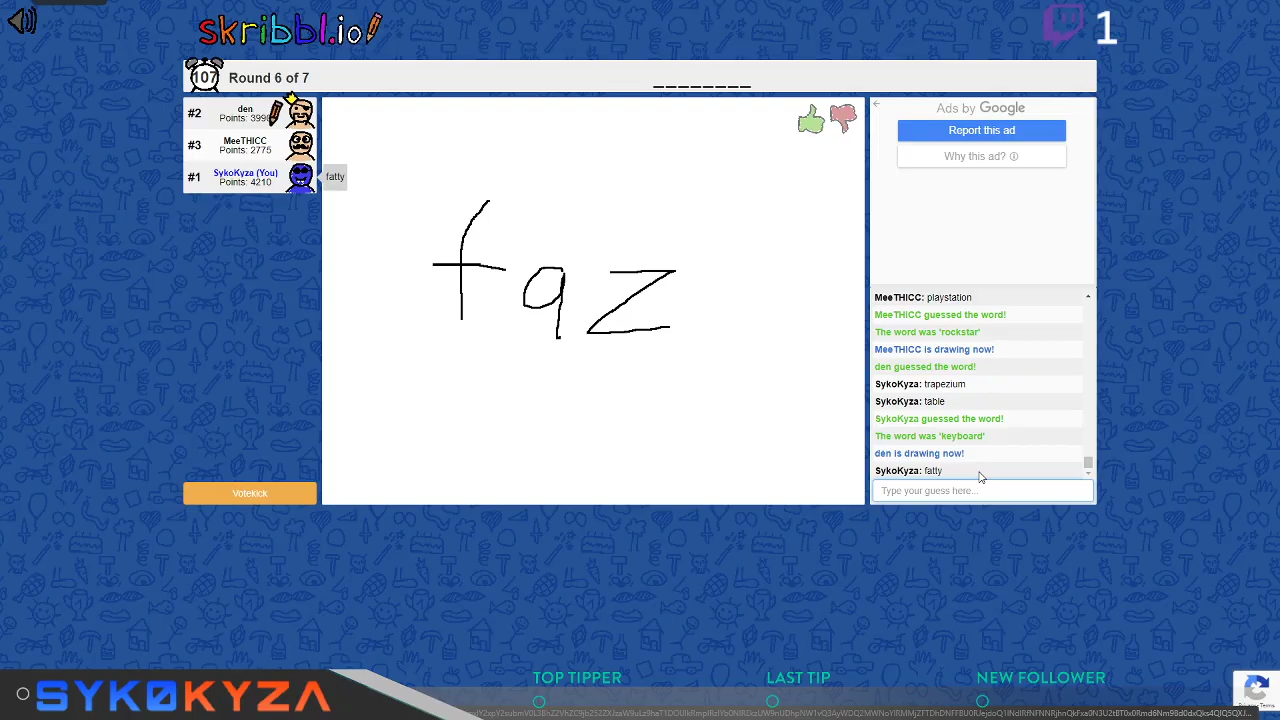 skribbl.io
1
107
Round 6 of 7
________
#2
den
Points: 3996
#3
MeeTHICC
Points: 2775
#1
SykoKyza (You)
Points: 4210
fatty
fqz
Votekick
Ads by Google
Report this ad
Why this ad?
MeeTHICC: playstation
MeeTHICC guessed the word!
The word was 'rockstar'
MeeTHICC is drawing now!
den guessed the word!
SykoKyza: trapezium
SykoKyza: table
SykoKyza guessed the word!
The word was 'keyboard'
den is drawing now!
SykoKyza: fatty
Type your guess here...
SYKØKYZA
TOP TIPPER
LAST TIP
NEW FOLLOWER